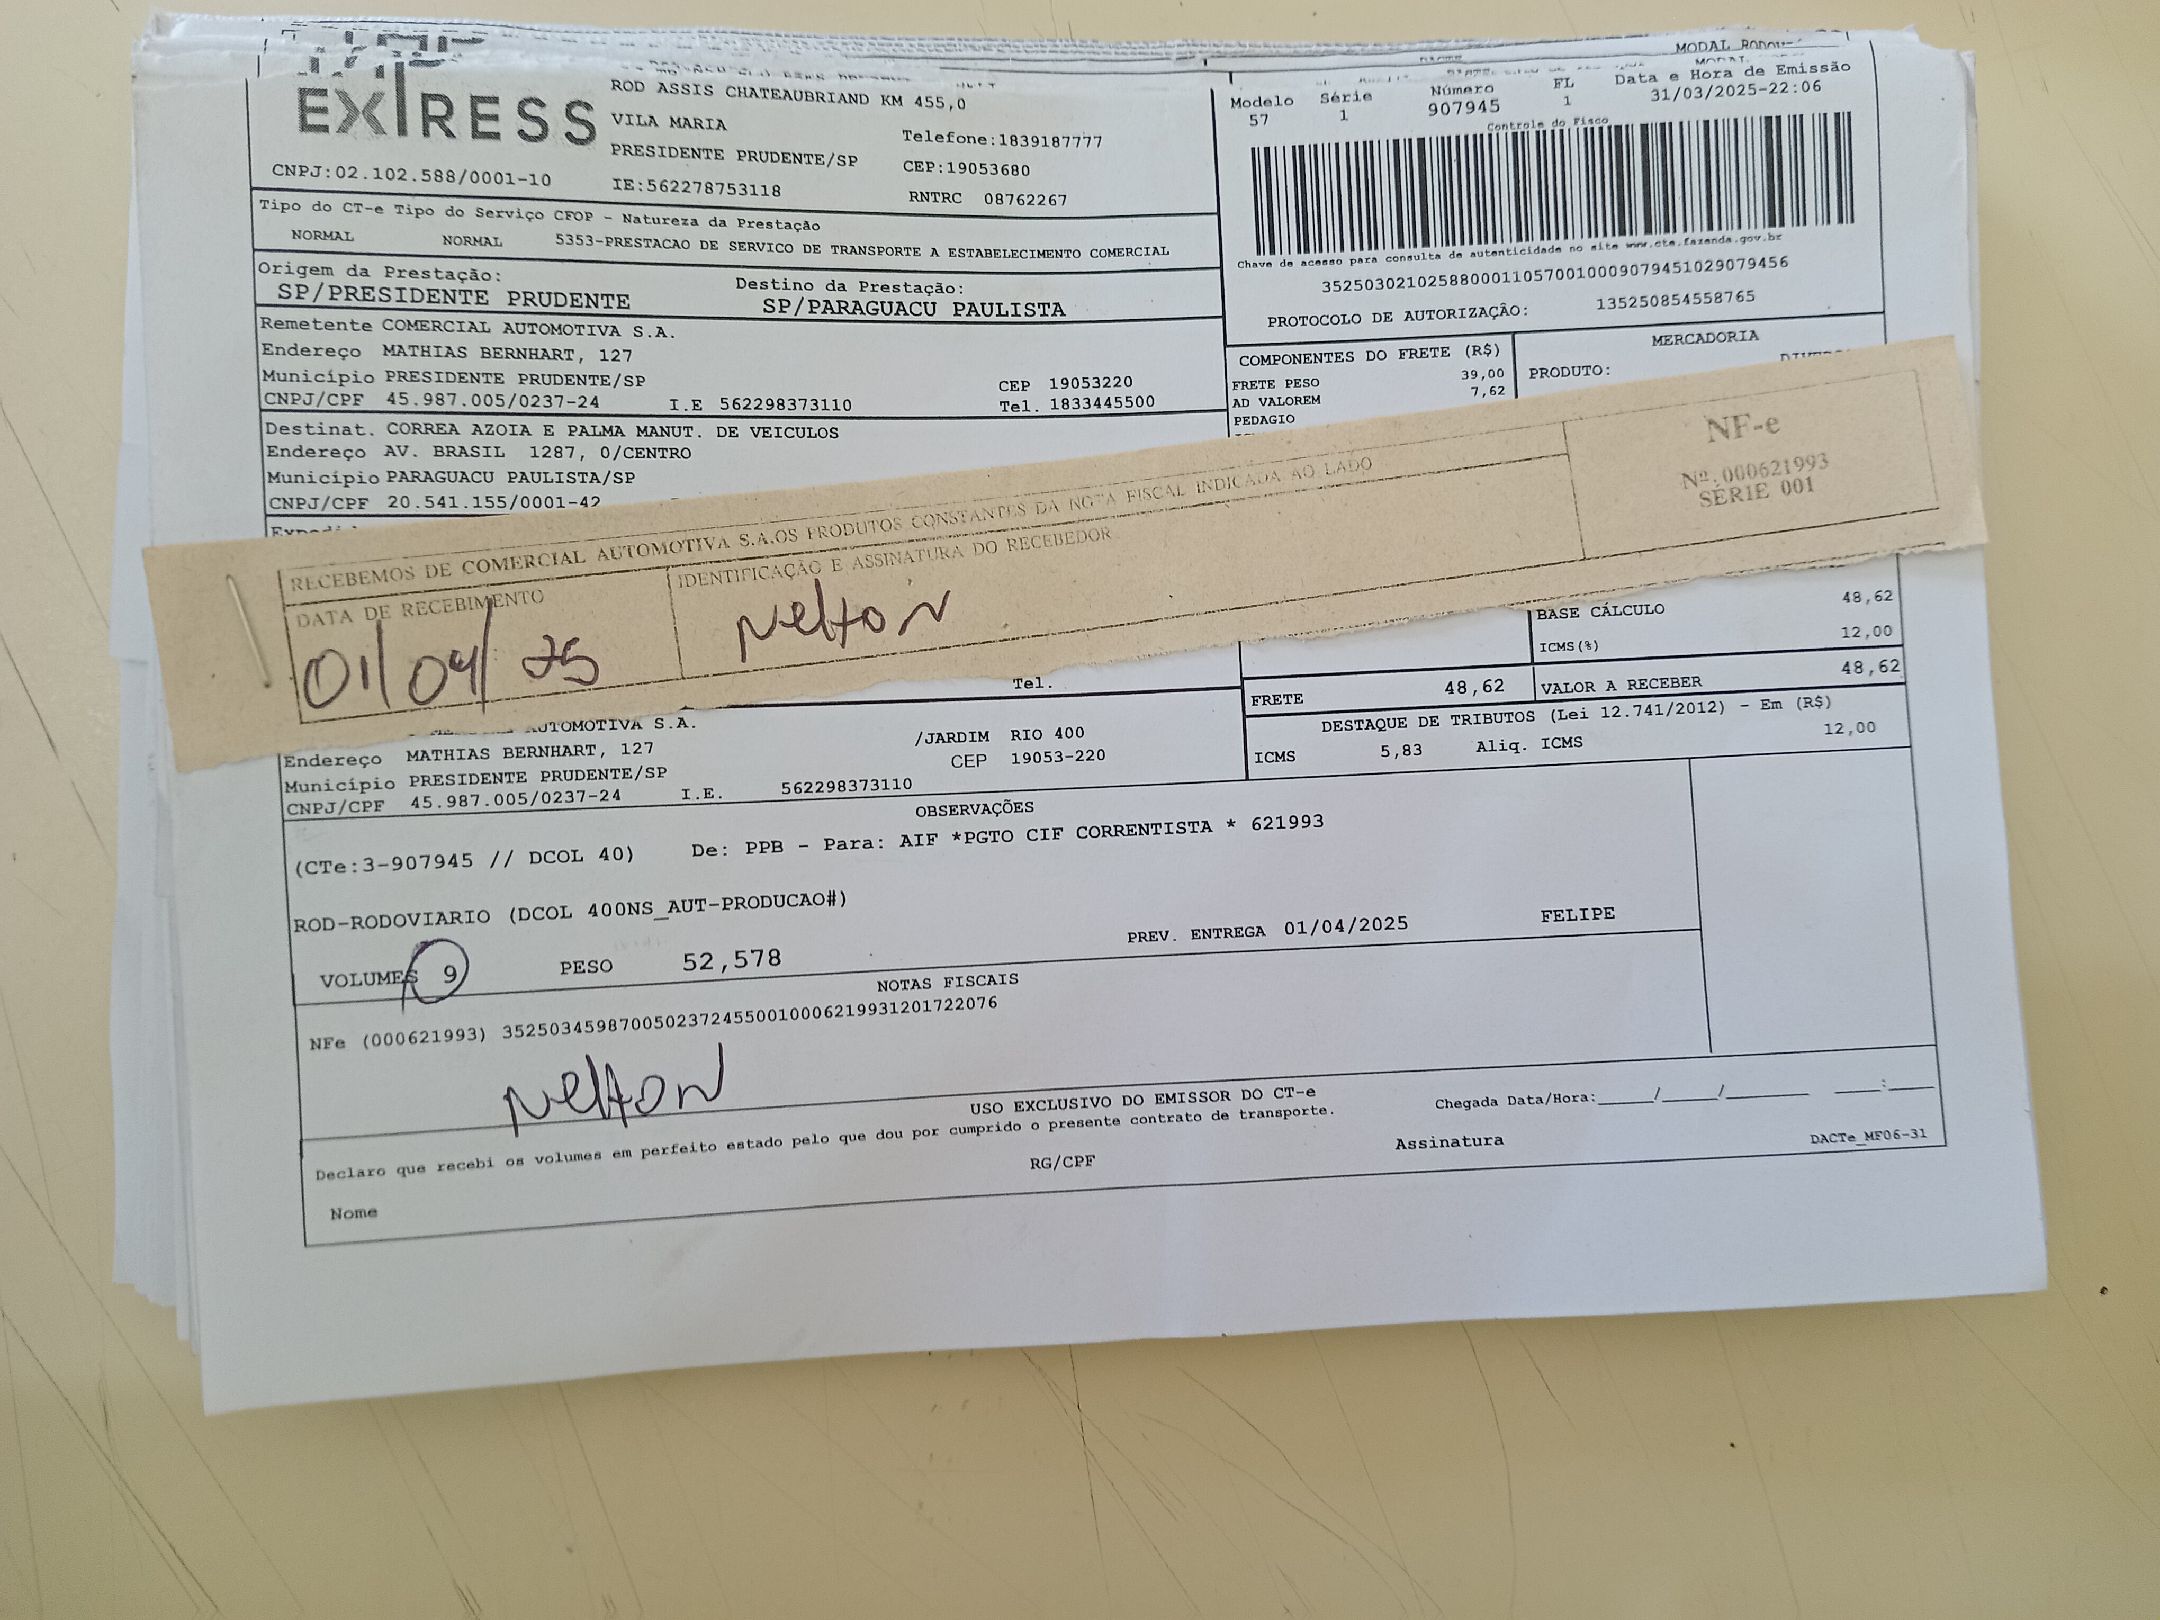 MODAL
EXPRESS
ROD ASSIS CHATEAUBRIAND KM 455,0
VILA MARIA
Telefone:1839187777
PRESIDENTE PRUDENTE/SP
CEP:19053680
CNPJ:02.102.588/0001-10
IE:562278753118
RNTRC 08762267
Modelo Série Número FL Data e Hora de Emissão
57 1 907945 1 31/03/2025-22:06
Controle do Fisco
Chave de acesso para consulta de autenticidade no site www.cte.fazenda.gov.br
35250302102588000110570010009079451029079456
PROTOCOLO DE AUTORIZAÇÃO: 135250854558765
Tipo do CT-e Tipo do Serviço CFOP - Natureza da Prestação
NORMAL NORMAL 5353-PRESTACAO DE SERVICO DE TRANSPORTE A ESTABELECIMENTO COMERCIAL
Origem da Prestação: Destino da Prestação:
SP/PRESIDENTE PRUDENTE SP/PARAGUACU PAULISTA
Remetente COMERCIAL AUTOMOTIVA S.A.
Endereço MATHIAS BERNHART, 127
Município PRESIDENTE PRUDENTE/SP CEP 19053220
CNPJ/CPF 45.987.005/0237-24 I.E 562298373110 Tel. 1833445500
Destinat. CORREA AZOIA E PALMA MANUT. DE VEICULOS
Endereço AV. BRASIL 1287, 0/CENTRO
Município PARAGUACU PAULISTA/SP
CNPJ/CPF 20.541.155/0001-42
COMPONENTES DO FRETE (R$) MERCADORIA
FRETE PESO 39,00 PRODUTO:
AD VALOREM 7,62
PEDAGIO
RECEBEMOS DE COMERCIAL AUTOMOTIVA S.A.OS PRODUTOS CONSTANTES DA NOTA FISCAL INDICADA AO LADO
DATA DE RECEBIMENTO IDENTIFICAÇÃO E ASSINATURA DO RECEBEDOR
01/04/25 Nelton
NF-e
Nº.000621993
SÉRIE 001
BASE CÁLCULO 48,62
ICMS(%) 12,00
Tel.
FRETE 48,62 VALOR A RECEBER 48,62
DESTAQUE DE TRIBUTOS (Lei 12.741/2012) - Em (R$)
ICMS 5,83 Aliq. ICMS 12,00
AUTOMOTIVA S.A.
Endereço MATHIAS BERNHART, 127 /JARDIM RIO 400
Município PRESIDENTE PRUDENTE/SP CEP 19053-220
CNPJ/CPF 45.987.005/0237-24 I.E. 562298373110
OBSERVAÇÕES
(CTe:3-907945 // DCOL 40) De: PPB - Para: AIF *PGTO CIF CORRENTISTA * 621993
ROD-RODOVIARIO (DCOL 400NS_AUT-PRODUCAO#)
PREV. ENTREGA 01/04/2025 FELIPE
VOLUMES 9 PESO 52,578
NOTAS FISCAIS
NFe (000621993) 35250345987005023724550010006219931201722076
Nelton
USO EXCLUSIVO DO EMISSOR DO CT-e
Chegada Data/Hora:_____/_____/_______ ____:____
Declaro que recebi os volumes em perfeito estado pelo que dou por cumprido o presente contrato de transporte.
Nome RG/CPF Assinatura DACTe_MF06-31